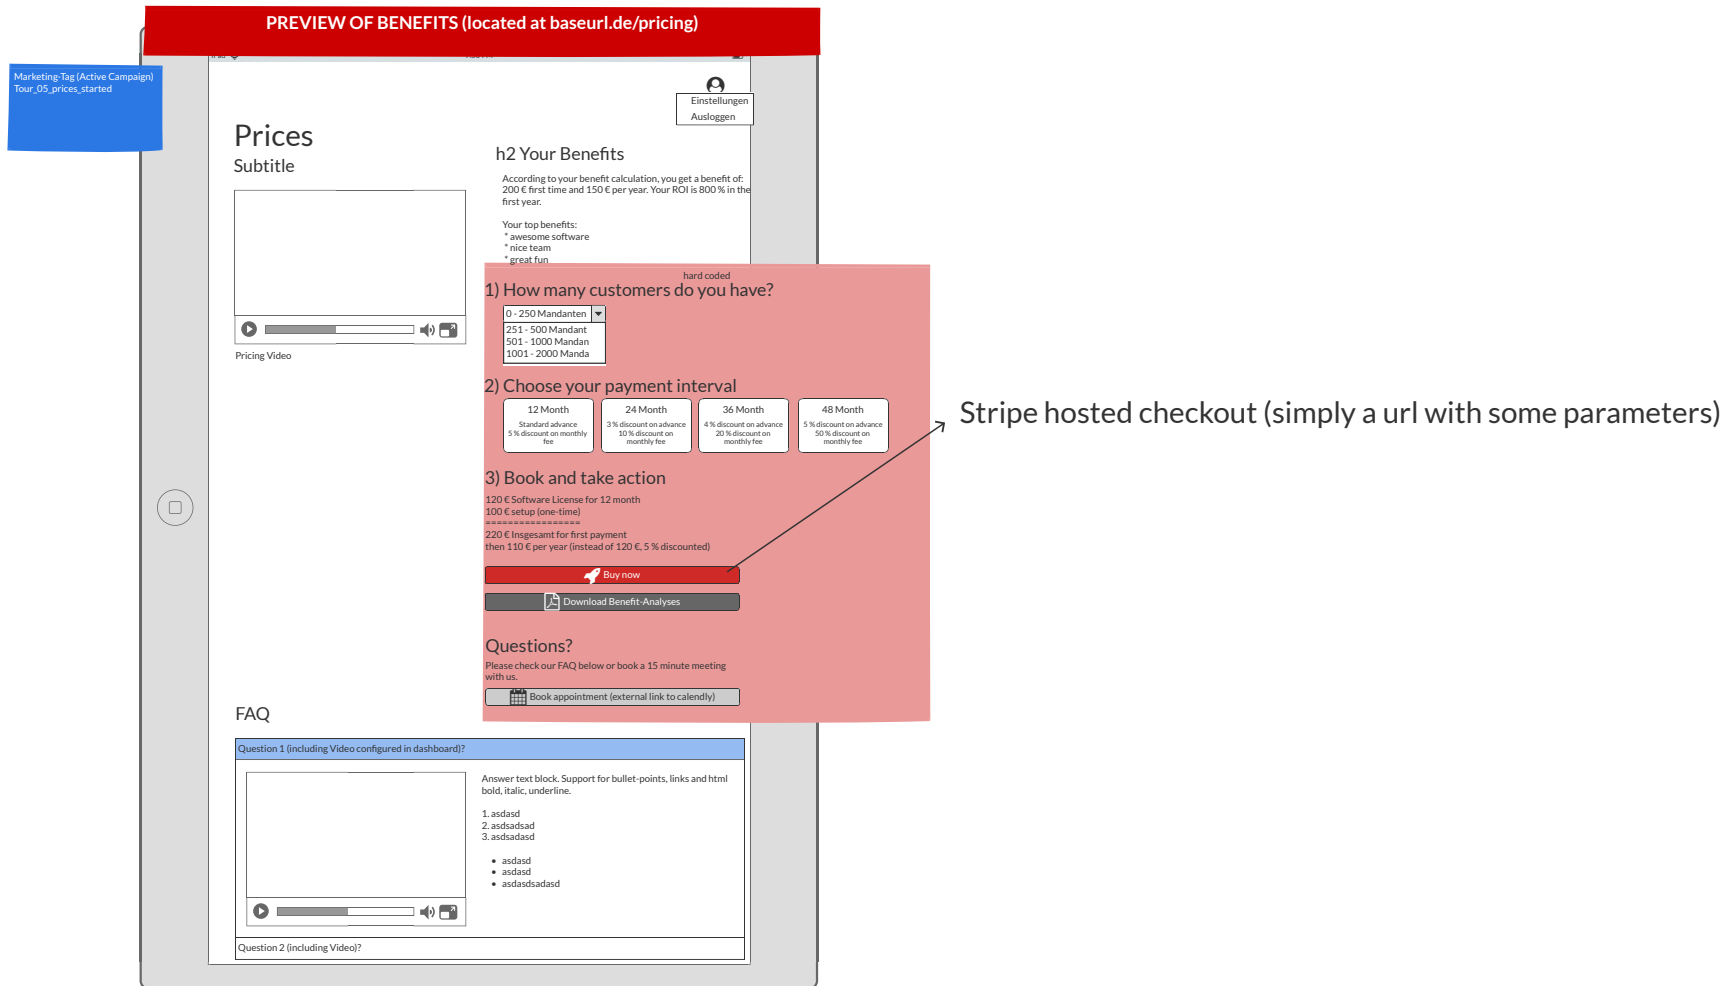 PREVIEW OF BENEFITS (located at baseurl.de/pricing)
Marketing-Tag (Active Campaign)
Tour_05_prices_started
Einstellungen
Ausloggen
Prices
Subtitle
Pricing Video
h2 Your Benefits
According to your benefit calculation, you get a benefit of:
200 € first time and 150 € per year. Your ROI is 800 % in the
first year.
Your top benefits:
* awesome software
* nice team
* great fun
hard coded
1) How many customers do you have?
0 - 250 Mandanten
251 - 500 Mandant
501 - 1000 Mandan
1001 - 2000 Manda
2) Choose your payment interval
12 Month
Standard advance
5 % discount on monthly
fee
24 Month
3 % discount on advance
10 % discount on
monthly fee
36 Month
4 % discount on advance
20 % discount on
monthly fee
48 Month
5 % discount on advance
50 % discount on
monthly fee
Stripe hosted checkout (simply a url with some parameters)
3) Book and take action
120 € Software License for 12 month
100 € setup (one-time)
=================
220 € Insgesamt for first payment
then 110 € per year (instead of 120 €, 5 % discounted)
Buy now
Download Benefit-Analyses
Questions?
Please check our FAQ below or book a 15 minute meeting
with us.
Book appointment (external link to calendly)
FAQ
Question 1 (including Video configured in dashboard)?
Answer text block. Support for bullet-points, links and html
bold, italic, underline.
1. asdasd
2. asdsadsad
3. asdsadasd
• asdasd
• asdasd
• asdasdsadasd
Question 2 (including Video)?